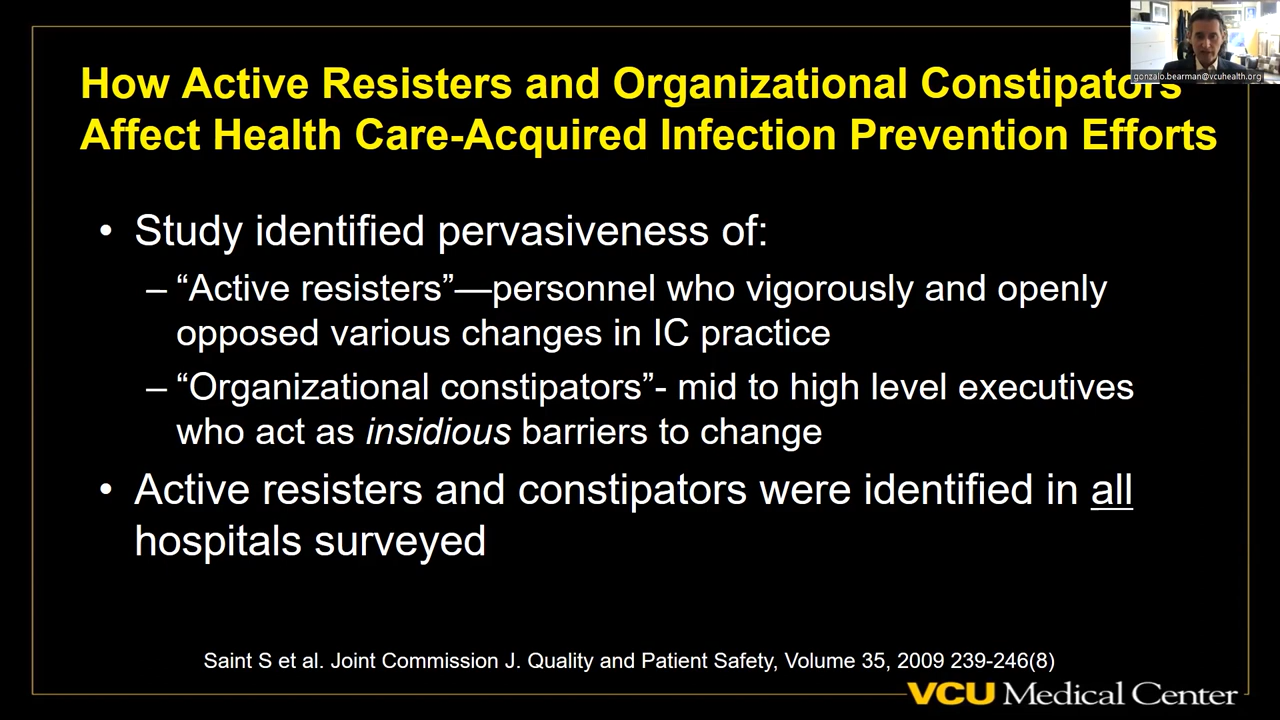 gonzalo.bearman@vcuhealth.org
How Active Resisters and Organizational Constipators
Affect Health Care-Acquired Infection Prevention Efforts
• Study identified pervasiveness of:
– “Active resisters”—personnel who vigorously and openly
opposed various changes in IC practice
– “Organizational constipators”- mid to high level executives
who act as insidious barriers to change
• Active resisters and constipators were identified in all
hospitals surveyed
Saint S et al. Joint Commission J. Quality and Patient Safety, Volume 35, 2009 239-246(8)
VCU Medical Center